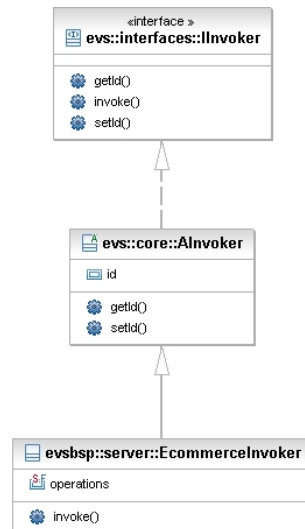 «interface »
evs::interfaces::IInvoker
getId()
invoke()
setId()
evs::core::AInvoker
id
getId()
setId()
evsbsp::server::EcommerceInvoker
operations
invoke()